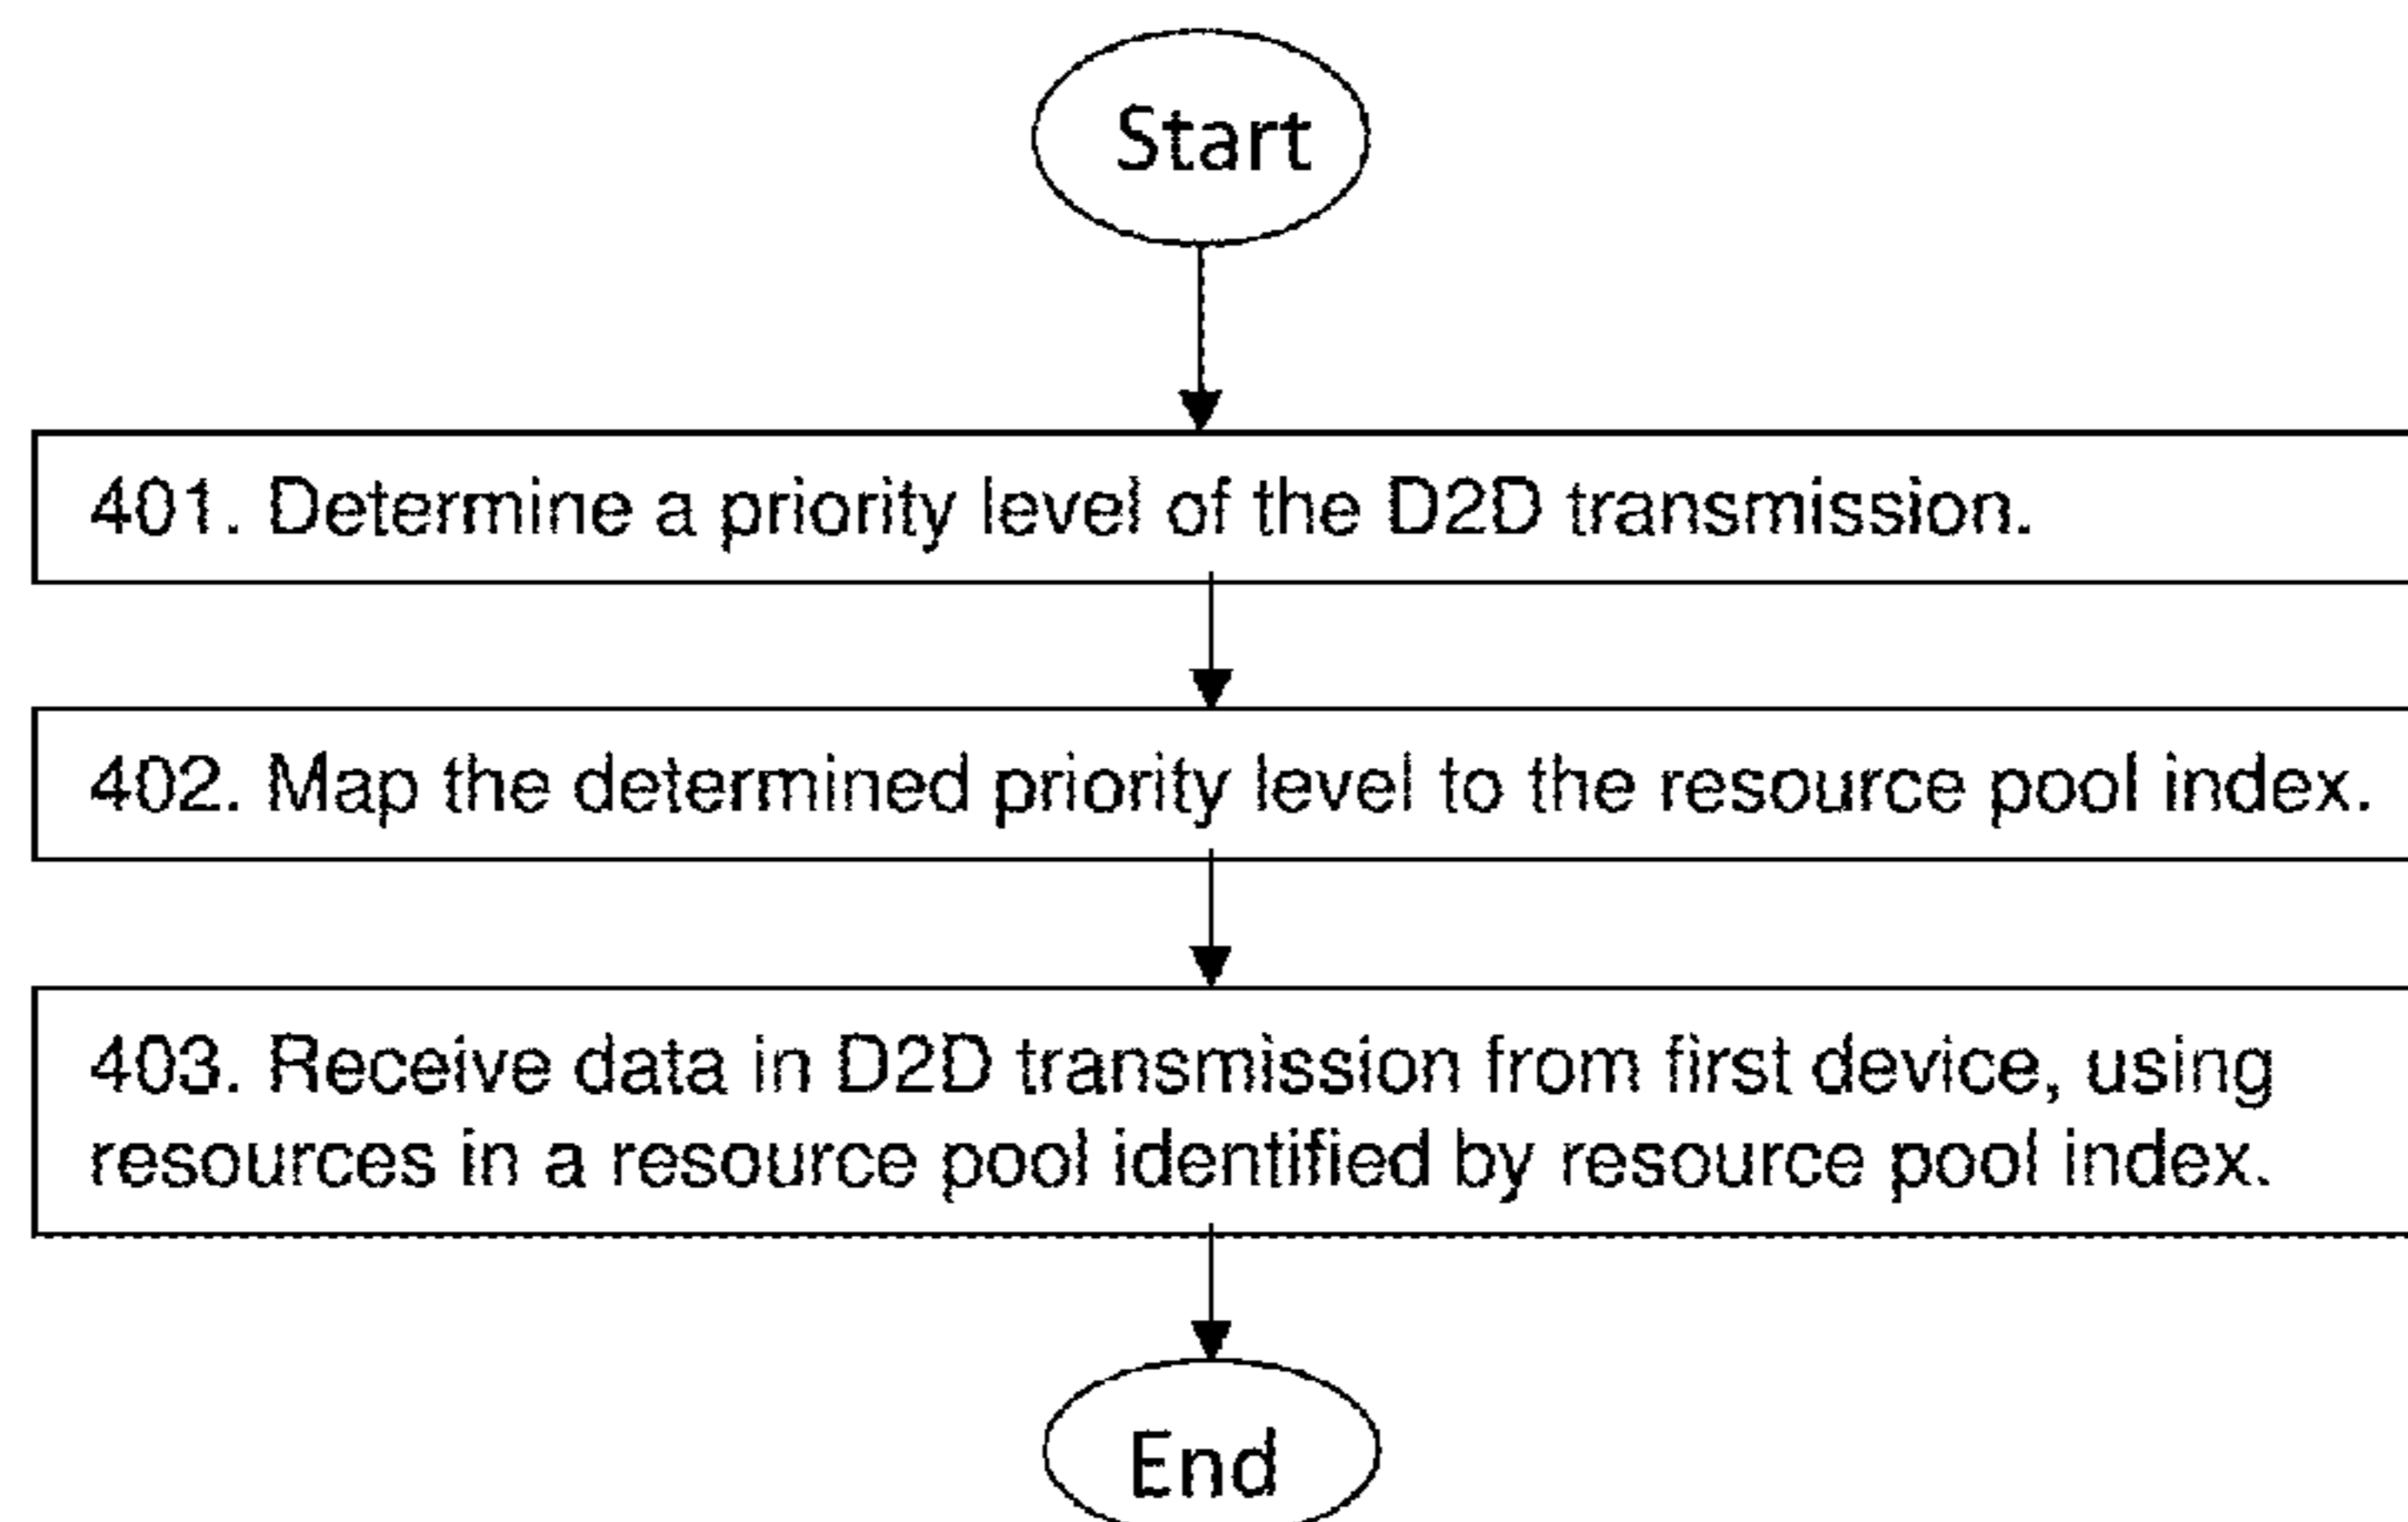 Start
401. Determine a priority level of the D2D transmission.
402. Map the determined priority level to the resource pool index.
403. Receive data in D2D transmission from first device, using
resources in a resource pool identified by resource pool index.
End